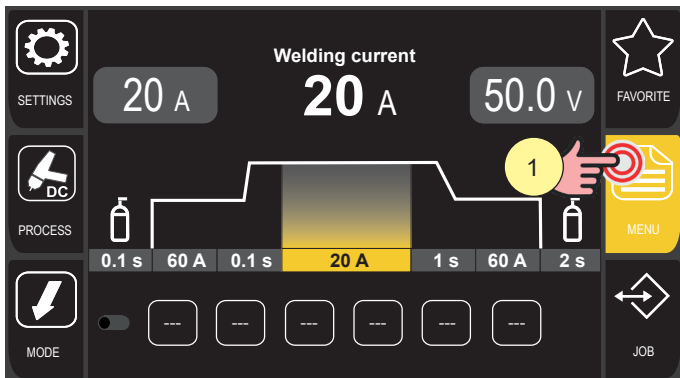 SETTINGS
Welding current
20 A
20 A
50.0 V
FAVORITE
1
DC
PROCESS
MENU
0.1 s 60 A 0.1 s 20 A 1 s 60 A 2 s
--- --- --- --- --- ---
MODE
JOB